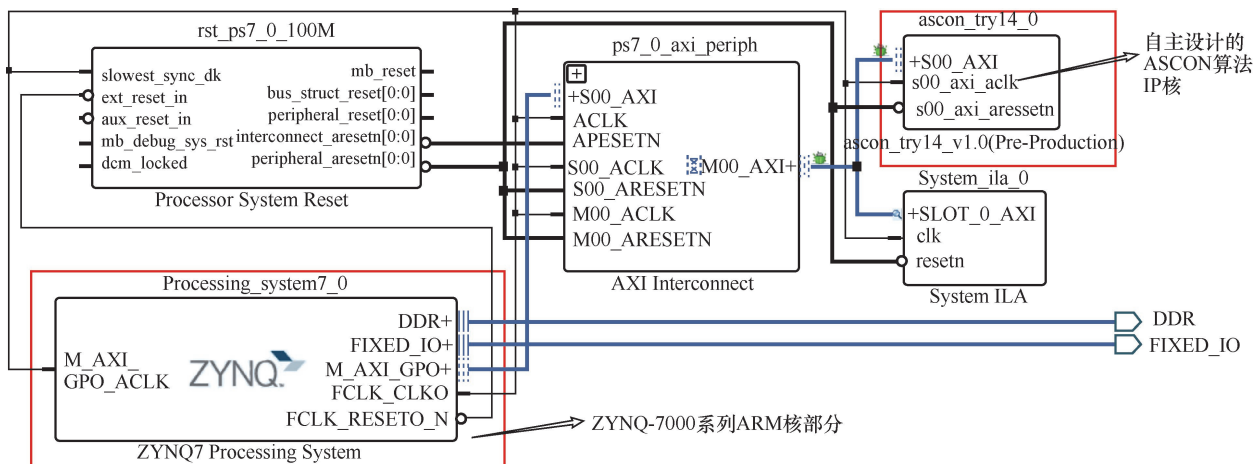 rst_ps7_0_100M
slowest_sync_dk
ext_reset_in
aux_reset_in
mb_debug_sys_rst
dcm_locked
mb_reset
bus_struct_reset[0:0]
peripheral_reset[0:0]
interconnect_aresetn[0:0]
peripheral_aresetn[0:0]
Processor System Reset
ps7_0_axi_periph
+S00_AXI
ACLK
APESETN
S00_ACLK
S00_ARESETN
M00_ACLK
M00_ARESETN
M00_AXI+
AXI Interconnect
ascon_try14_0
+S00_AXI
s00_axi_aclk
s00_axi_aressetn
ascon_try14_v1.0(Pre-Production)
自主设计的
ASCON算法
IP核
System_ila_0
+SLOT_0_AXI
clk
resetn
System ILA
Processing_system7_0
M_AXI_
GPO_ACLK
ZYNQ
DDR+
FIXED_IO+
M_AXI_GPO+
FCLK_CLKO
FCLK_RESETO_N
ZYNQ7 Processing System
DDR
FIXED_IO
ZYNQ-7000系列ARM核部分